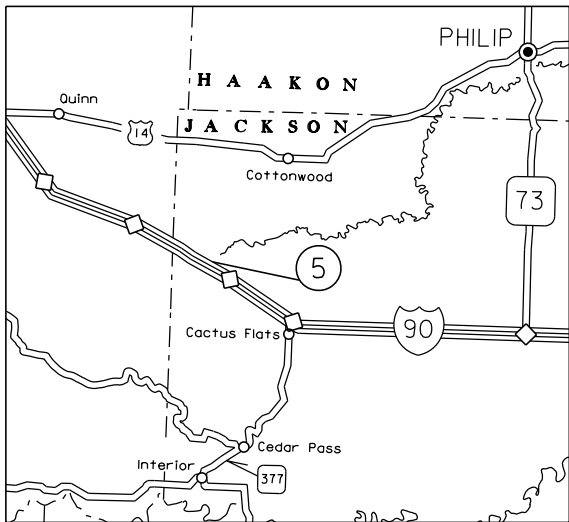 PHILIP
HAAKON
Quinn
14
JACKSON
Cottonwood
73
5
90
Cactus Flats
Cedar Pass
Interior
377